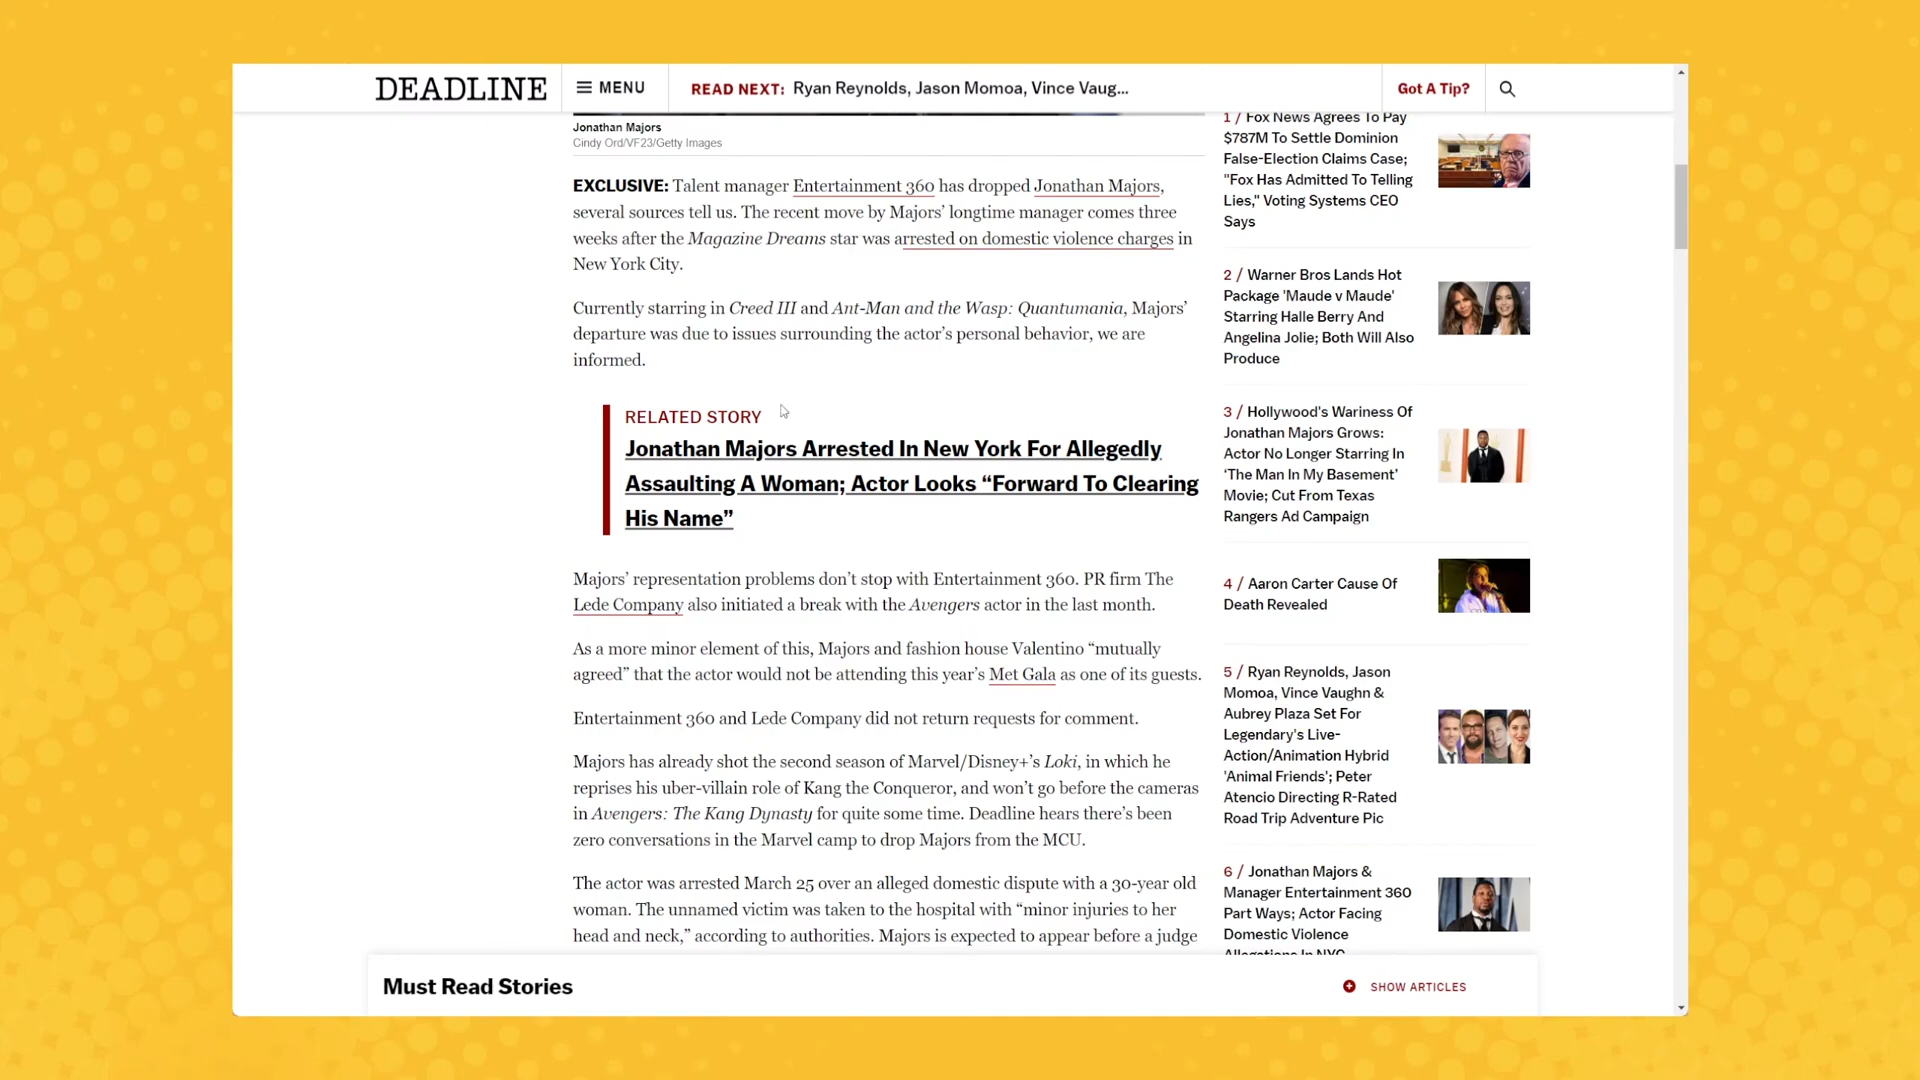 DEADLINE
MENU
READ NEXT: Ryan Reynolds, Jason Momoa, Vince Vaug...
Got A Tip?
Jonathan Majors
Cindy Ord/VF23/Getty Images
EXCLUSIVE: Talent manager Entertainment 360 has dropped Jonathan Majors,
several sources tell us. The recent move by Majors’ longtime manager comes three
weeks after the Magazine Dreams star was arrested on domestic violence charges in
New York City.
Currently starring in Creed III and Ant-Man and the Wasp: Quantumania, Majors’
departure was due to issues surrounding the actor’s personal behavior, we are
informed.
RELATED STORY
Jonathan Majors Arrested In New York For Allegedly
Assaulting A Woman; Actor Looks “Forward To Clearing
His Name”
Majors’ representation problems don’t stop with Entertainment 360. PR firm The
Lede Company also initiated a break with the Avengers actor in the last month.
As a more minor element of this, Majors and fashion house Valentino “mutually
agreed” that the actor would not be attending this year’s Met Gala as one of its guests.
Entertainment 360 and Lede Company did not return requests for comment.
Majors has already shot the second season of Marvel/Disney+’s Loki, in which he
reprises his uber-villain role of Kang the Conqueror, and won’t go before the cameras
in Avengers: The Kang Dynasty for quite some time. Deadline hears there’s been
zero conversations in the Marvel camp to drop Majors from the MCU.
The actor was arrested March 25 over an alleged domestic dispute with a 30-year old
woman. The unnamed victim was taken to the hospital with “minor injuries to her
head and neck,” according to authorities. Majors is expected to appear before a judge
1 / Fox News Agrees To Pay
$787M To Settle Dominion
False-Election Claims Case;
"Fox Has Admitted To Telling
Lies," Voting Systems CEO
Says
2 / Warner Bros Lands Hot
Package 'Maude v Maude'
Starring Halle Berry And
Angelina Jolie; Both Will Also
Produce
3 / Hollywood's Wariness Of
Jonathan Majors Grows:
Actor No Longer Starring In
‘The Man In My Basement’
Movie; Cut From Texas
Rangers Ad Campaign
4 / Aaron Carter Cause Of
Death Revealed
5 / Ryan Reynolds, Jason
Momoa, Vince Vaughn &
Aubrey Plaza Set For
Legendary's Live-
Action/Animation Hybrid
'Animal Friends'; Peter
Atencio Directing R-Rated
Road Trip Adventure Pic
6 / Jonathan Majors &
Manager Entertainment 360
Part Ways; Actor Facing
Domestic Violence
Allegations In NYC
Must Read Stories
SHOW ARTICLES